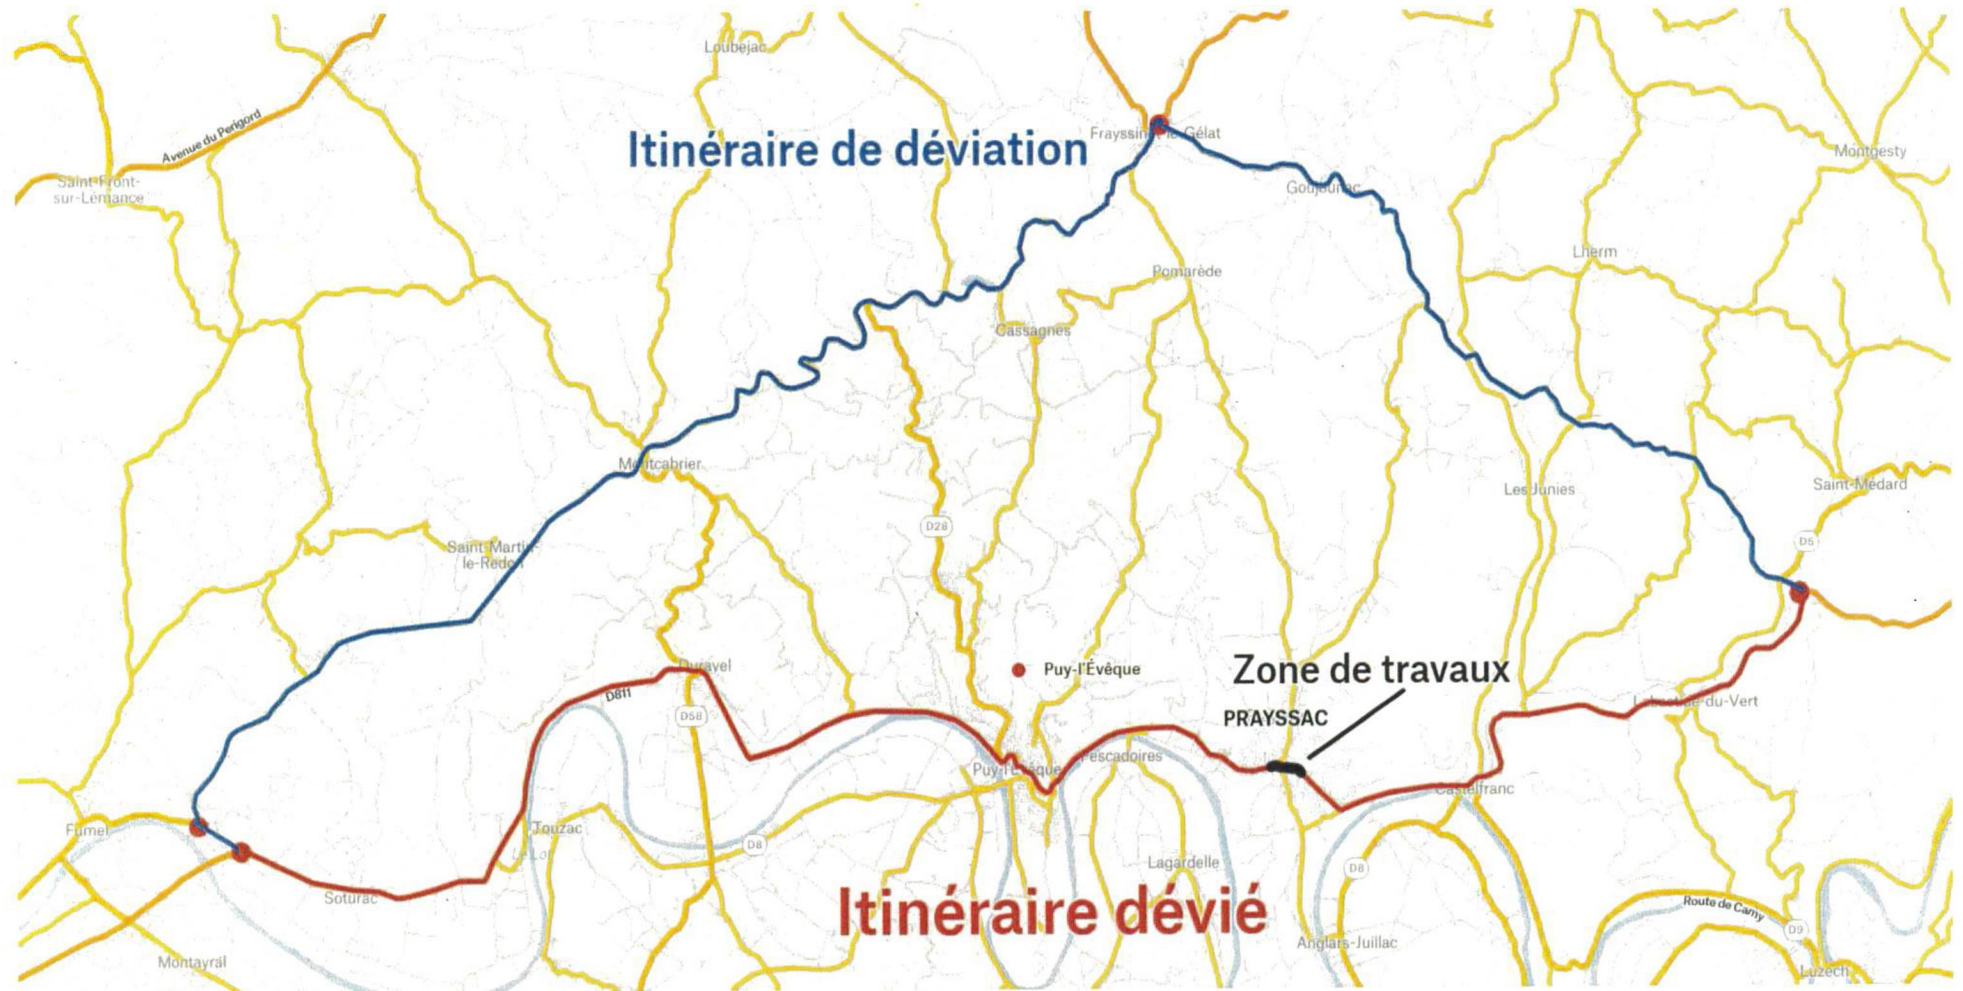 Loubejac
Avenue du Perigord
Itinéraire de déviation
Montgesty
Saint-Front-
sur-Lémance
Goujounac
Lherm
Pomarède
Cassagnes
Montcabrier
Les Junies
Saint-Médard
D28
D5
Saint-Martin-
le-Redon
Duravel
Puy-l'Évêque
Zone de travaux
D811
Labastide-du-Vert
D58
PRAYSSAC
Pescadoires
Puy-l'Évêque
Castelfranc
Fumel
Touzac
D8
Le Lot
Lagardelle
D8
Soturac
Itinéraire dévié
Route de Camy
D9
Anglars-Juillac
Montayral
Luzech